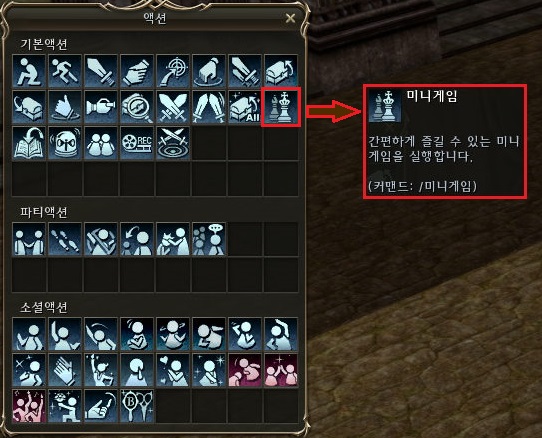 액션
기본액션
All
REC
미니게임
간편하게 즐길 수 있는 미니
게임을 실행합니다.
(커맨드: /미니게임)
파티액션
소셜액션
B